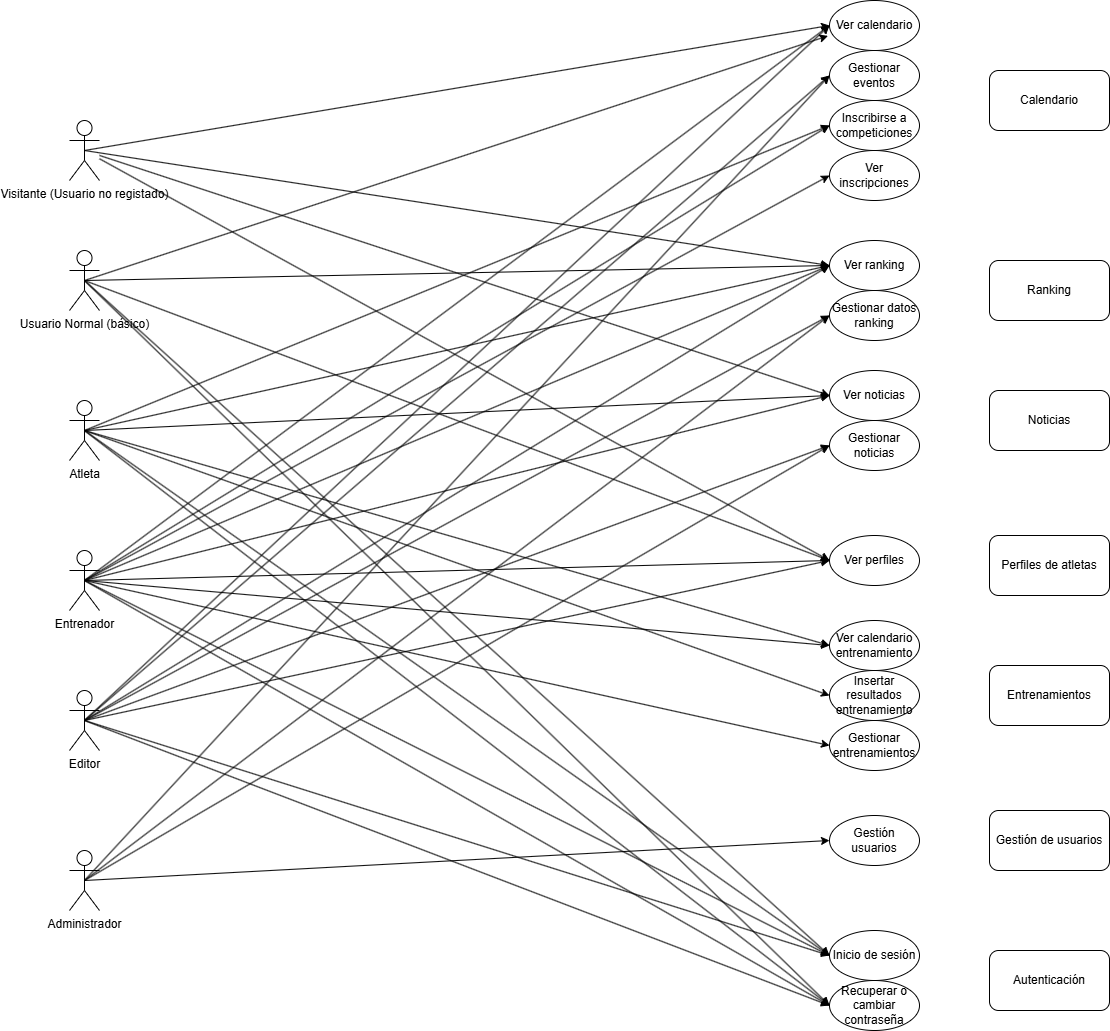 Ver calendario
Gestionar
eventos
Inscribirse a
competiciones
Ver
inscripciones
Calendario
Visitante (Usuario no registado)
Usuario Normal (básico)
Ver ranking
Gestionar datos
ranking
Ranking
Atleta
Ver noticias
Gestionar
noticias
Noticias
Entrenador
Ver perfiles
Perfiles de atletas
Editor
Ver calendario
entrenamiento
Insertar
resultados
entrenamiento
Gestionar
entrenamientos
Entrenamientos
Administrador
Gestión
usuarios
Gestión de usuarios
Inicio de sesión
Recuperar o
cambiar
contraseña
Autenticación